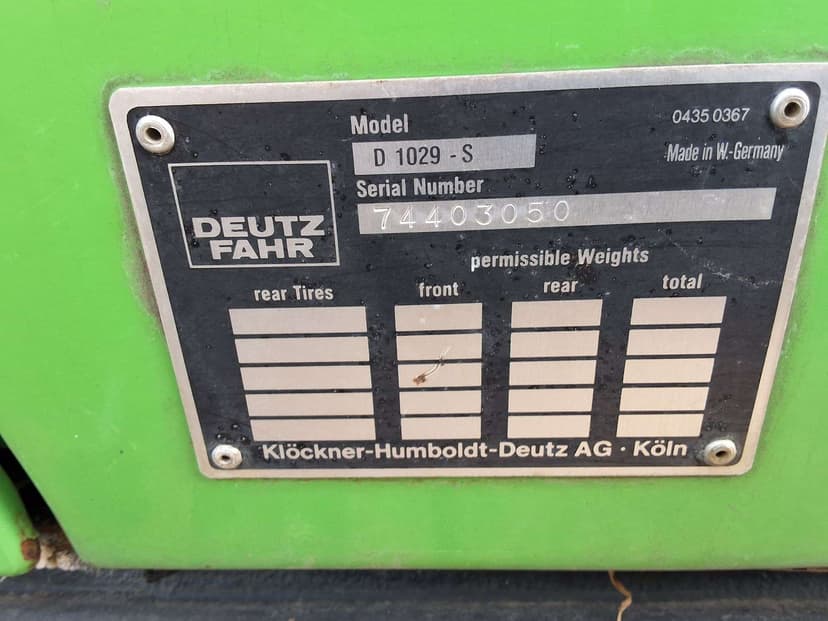 Model
0435 0367
D 1029 - S
Made in W.-Germany
Serial Number
74403050
DEUTZ
FAHR
permissible Weights
rear Tires front rear total
Klöckner-Humboldt-Deutz AG · Köln